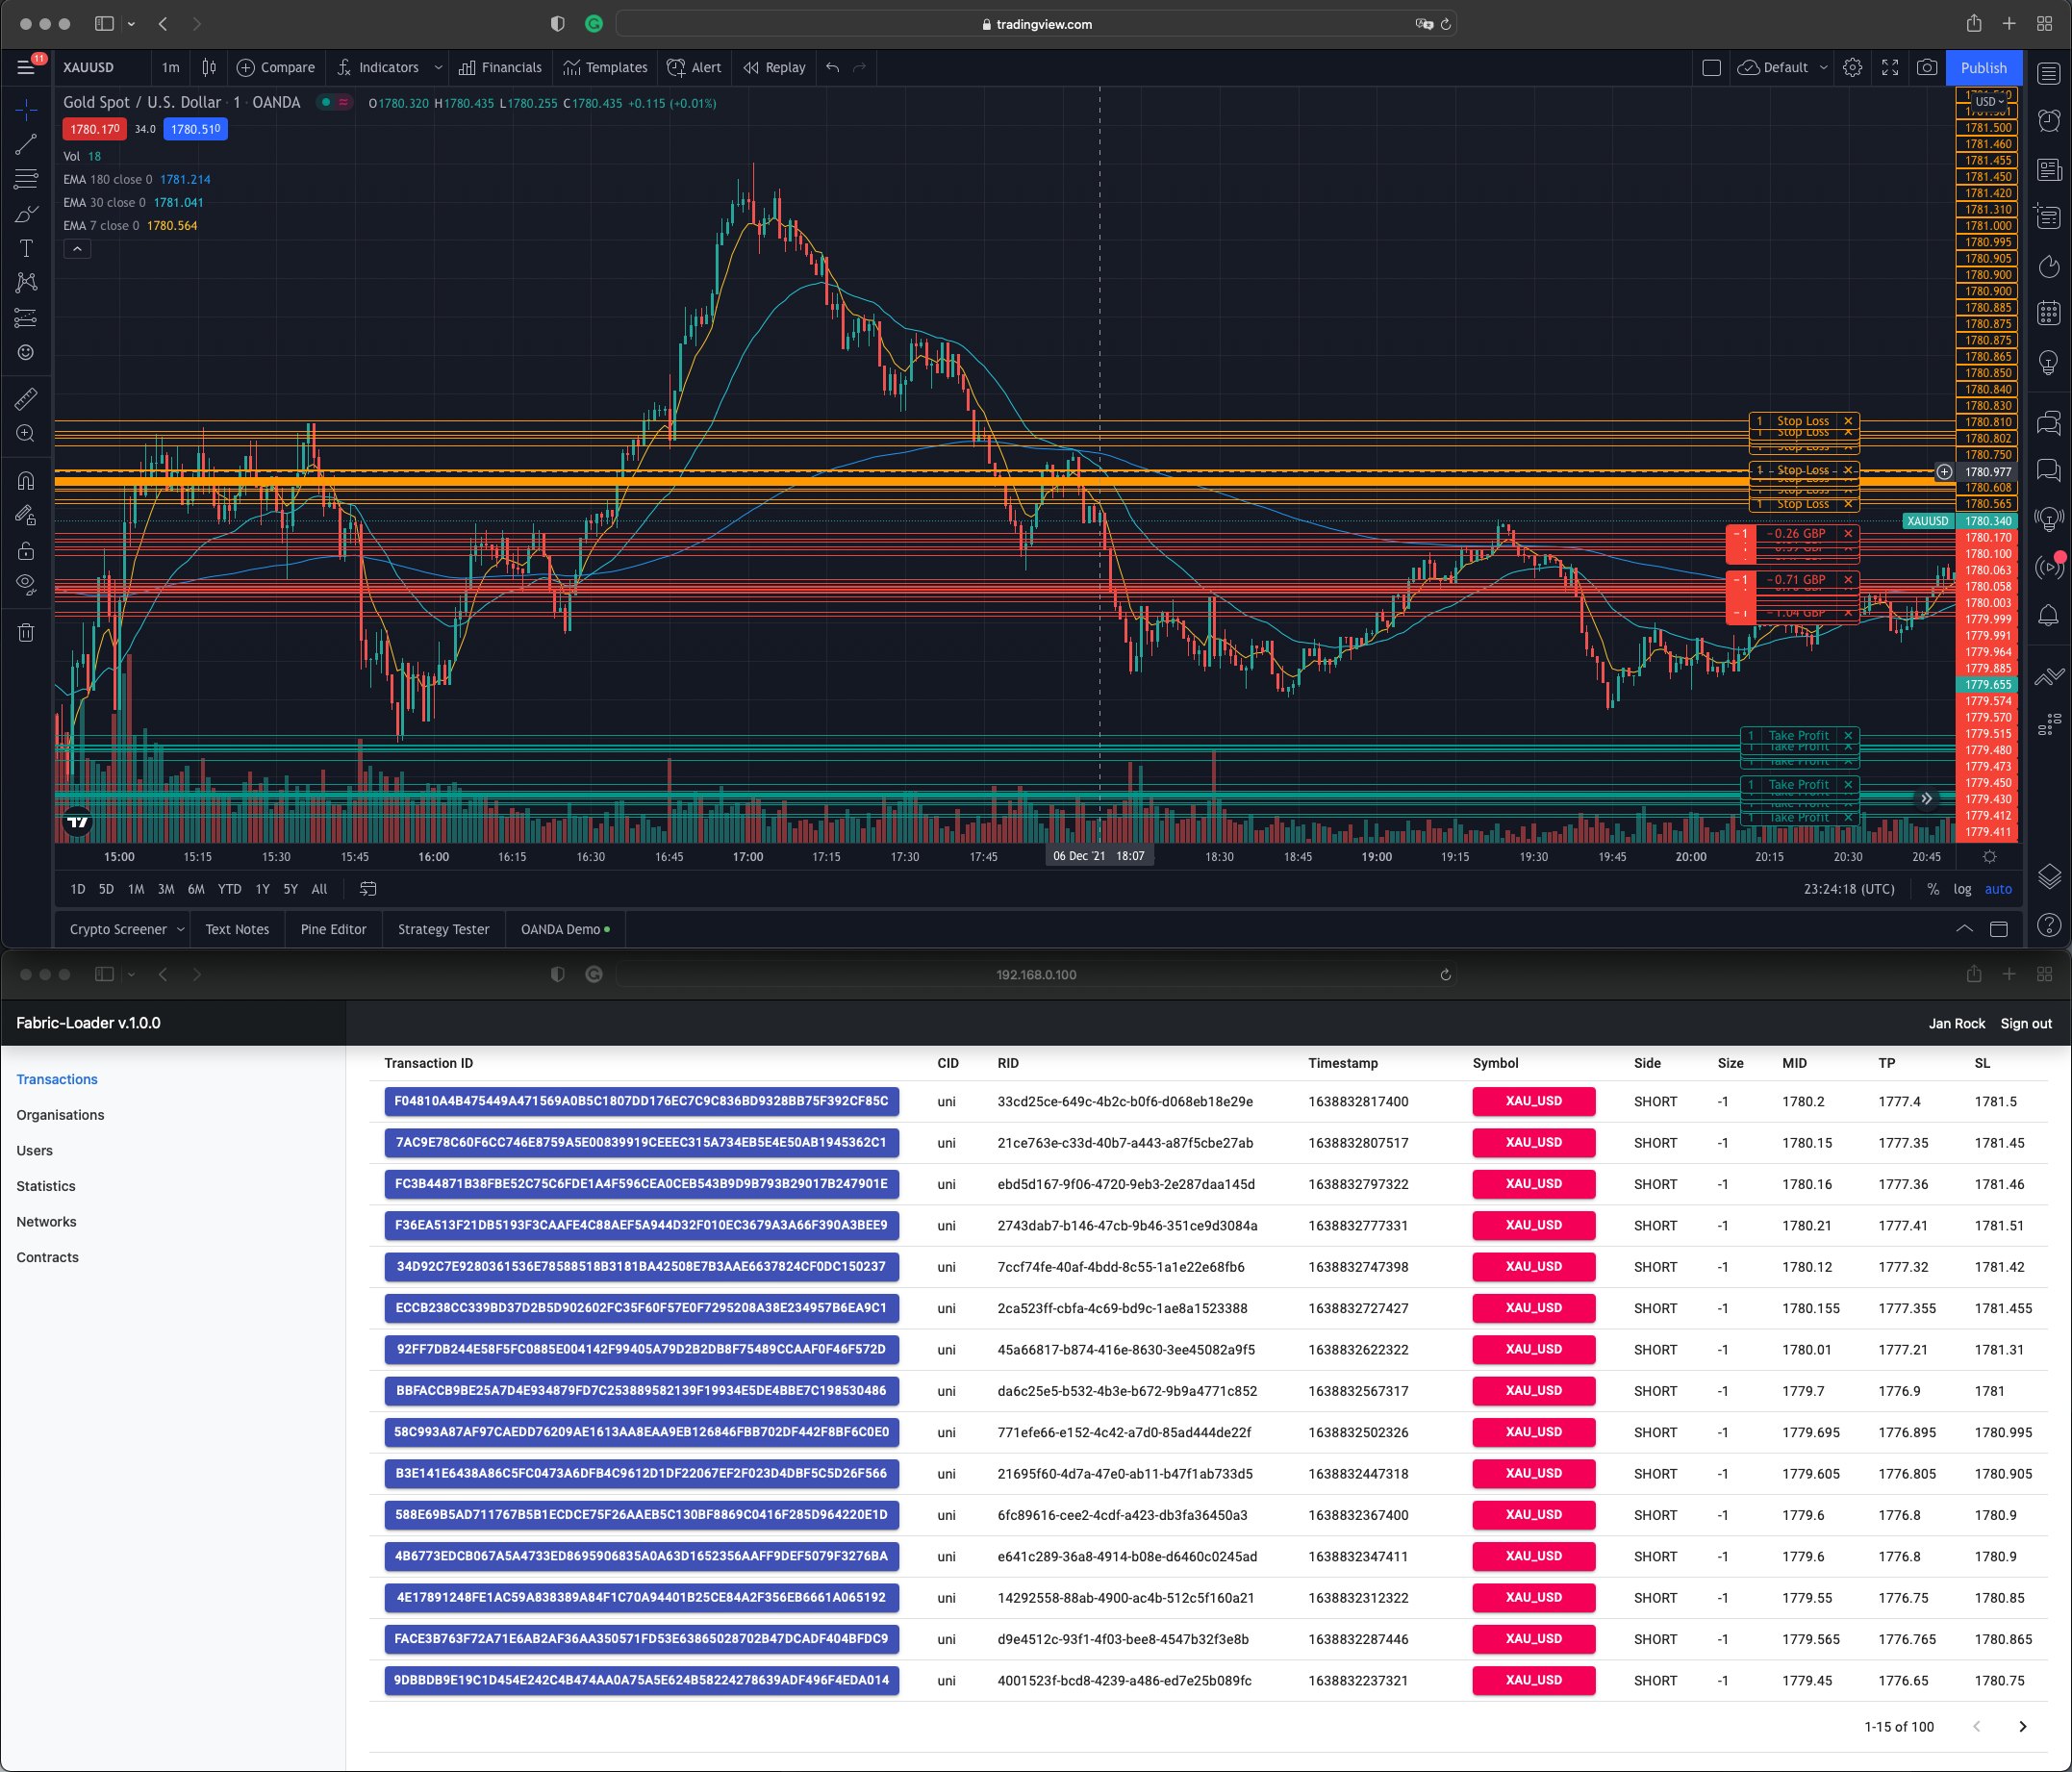 tradingview.com
11
XAUUSD 1m Compare Indicators Financials Templates Alert Replay Default Publish
Gold Spot / U.S. Dollar · 1 · OANDA O1780.320 H1780.435 L1780.255 C1780.435 +0.115 (+0.01%)
1780.170 34.0 1780.510
Vol 18
EMA 180 close 0 1781.214
EMA 30 close 0 1781.041
EMA 7 close 0 1780.564
USD
1781.500
1781.460
1781.455
1781.450
1781.420
1781.310
1781.000
1780.995
1780.905
1780.900
1780.900
1780.885
1780.875
1780.875
1780.865
1780.850
1780.840
1780.830
1780.810
1780.802
1780.750
1780.977
1780.608
1780.565
XAUUSD 1780.340
1780.170
1780.100
1780.063
1780.058
1780.003
1779.999
1779.991
1779.964
1779.885
1779.655
1779.574
1779.570
1779.515
1779.480
1779.473
1779.450
1779.430
1779.412
1779.411
1 Stop Loss
1 Stop Loss
1 Stop Loss
Stop Loss
-1 -0.26 GBP
-1 -0.71 GBP
-1.04 GBP
1 Take Profit
1 Take Profit
1 Take Profit
1 Take Profit
15:00 15:15 15:30 15:45 16:00 16:15 16:30 16:45 17:00 17:15 17:30 17:45 06 Dec '21 18:07 18:30 18:45 19:00 19:15 19:30 19:45 20:00 20:15 20:30 20:45
1D 5D 1M 3M 6M YTD 1Y 5Y All 23:24:18 (UTC) % log auto
Crypto Screener Text Notes Pine Editor Strategy Tester OANDA Demo
192.168.0.100
Fabric-Loader v.1.0.0 Jan Rock Sign out
Transactions
Organisations
Users
Statistics
Networks
Contracts
Transaction ID CID RID Timestamp Symbol Side Size MID TP SL
F04810A4B475449A471569A0B5C1807DD176EC7C9C836BD9328BB75F392CF85C uni 33cd25ce-649c-4b2c-b0f6-d068eb18e29e 1638832817400 XAU_USD SHORT -1 1780.2 1777.4 1781.5
7AC9E78C60F6CC746E8759A5E00839919CEEEC315A734EB5E4E50AB1945362C1 uni 21ce763e-c33d-40b7-a443-a87f5cbe27ab 1638832807517 XAU_USD SHORT -1 1780.15 1777.35 1781.45
FC3B44871B38FBE52C75C6FDE1A4F596CEA0CEB543B9D9B793B29017B247901E uni ebd5d167-9f06-4720-9eb3-2e287daa145d 1638832797322 XAU_USD SHORT -1 1780.16 1777.36 1781.46
F36EA513F21DB5193F3CAAFE4C88AEF5A944D32F010EC3679A3A66F390A3BEE9 uni 2743dab7-b146-47cb-9b46-351ce9d3084a 1638832777331 XAU_USD SHORT -1 1780.21 1777.41 1781.51
34D92C7E9280361536E78588518B3181BA42508E7B3AAE6637824CF0DC150237 uni 7ccf74fe-40af-4bdd-8c55-1a1e22e68fb6 1638832747398 XAU_USD SHORT -1 1780.12 1777.32 1781.42
ECCB238CC339BD37D2B5D902602FC35F60F57E0F7295208A38E234957B6EA9C1 uni 2ca523ff-cbfa-4c69-bd9c-1ae8a1523388 1638832727427 XAU_USD SHORT -1 1780.155 1777.355 1781.455
92FF7DB244E58F5FC0885E004142F99405A79D2B2DB8F75489CCAAF0F46F572D uni 45a66817-b874-416e-8630-3ee45082a9f5 1638832622322 XAU_USD SHORT -1 1780.01 1777.21 1781.31
BBFACCB9BE25A7D4E934879FD7C253889582139F19934E5DE4BBE7C198530486 uni da6c25e5-b532-4b3e-b672-9b9a4771c852 1638832567317 XAU_USD SHORT -1 1779.7 1776.9 1781
58C993A87AF97CAEDD76209AE1613AA8EAA9EB126846FBB702DF442F8BF6C0E0 uni 771efe66-e152-4c42-a7d0-85ad444de22f 1638832502326 XAU_USD SHORT -1 1779.695 1776.895 1780.995
B3E141E6438A86C5FC0473A6DFB4C9612D1DF22067EF2F023D4DBF5C5D26F566 uni 21695f60-4d7a-47e0-ab11-b47f1ab733d5 1638832447318 XAU_USD SHORT -1 1779.605 1776.805 1780.905
588E69B5AD711767B5B1ECDCE75F26AAEB5C130BF8869C0416F285D964220E1D uni 6fc89616-cee2-4cdf-a423-db3fa36450a3 1638832367400 XAU_USD SHORT -1 1779.6 1776.8 1780.9
4B6773EDCB067A5A4733ED8695906835A0A63D1652356AAFF9DEF5079F3276BA uni e641c289-36a8-4914-b08e-d6460c0245ad 1638832347411 XAU_USD SHORT -1 1779.6 1776.8 1780.9
4E17891248FE1AC59A838389A84F1C70A94401B25CE84A2F356EB6661A065192 uni 14292558-88ab-4900-ac4b-512c5f160a21 1638832312322 XAU_USD SHORT -1 1779.55 1776.75 1780.85
FACE3B763F72A71E6AB2AF36AA350571FD53E63865028702B47DCADF404BFDC9 uni d9e4512c-93f1-4f03-bee8-4547b32f3e8b 1638832287446 XAU_USD SHORT -1 1779.565 1776.765 1780.865
9DBBDB9E19C1D454E242C4B474AA0A75A5E624B58224278639ADF496F4EDA014 uni 4001523f-bcd8-4239-a486-ed7e25b089fc 1638832237321 XAU_USD SHORT -1 1779.45 1776.65 1780.75
1-15 of 100